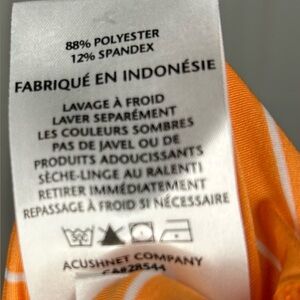 88% POLYESTER
12% SPANDEX
FABRIQUÉ EN INDONÉSIE
LAVAGE À FROID
LAVER SEPARÉMENT
LES COULEURS SOMBRES
PAS DE JAVEL OU DE
PRODUITS ADOUCISSANTS
SÈCHE-LINGE AU RALENTI
RETIRER IMMÉDIATEMENT
REPASSAGE À FROID SI NÉCESSAIRE
ACUSHNET COMPANY